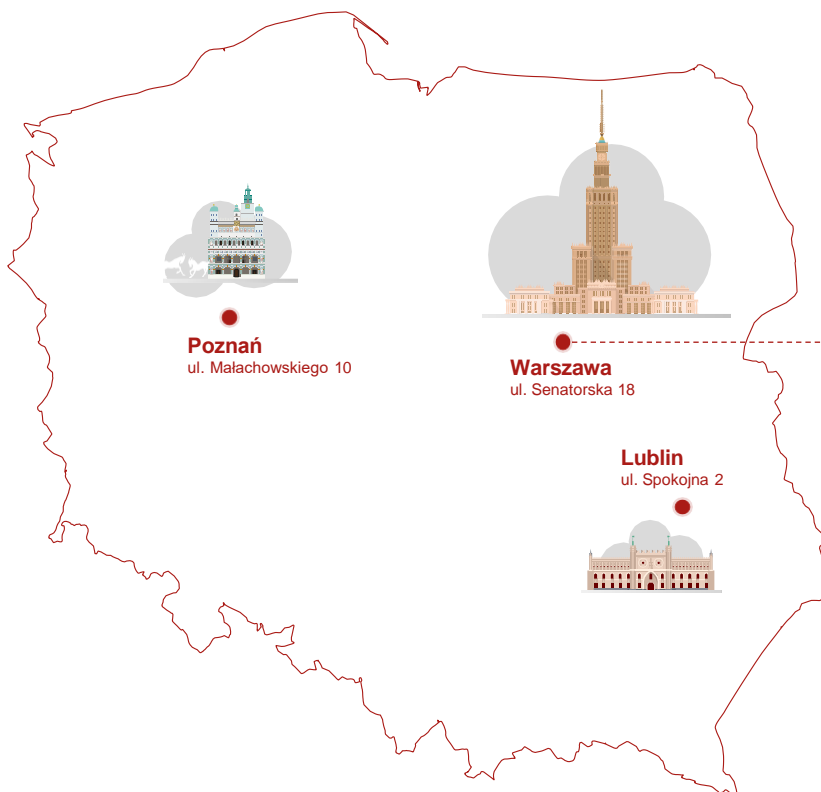 Poznań
ul. Małachowskiego 10
Warszawa
ul. Senatorska 18
Lublin
ul. Spokojna 2